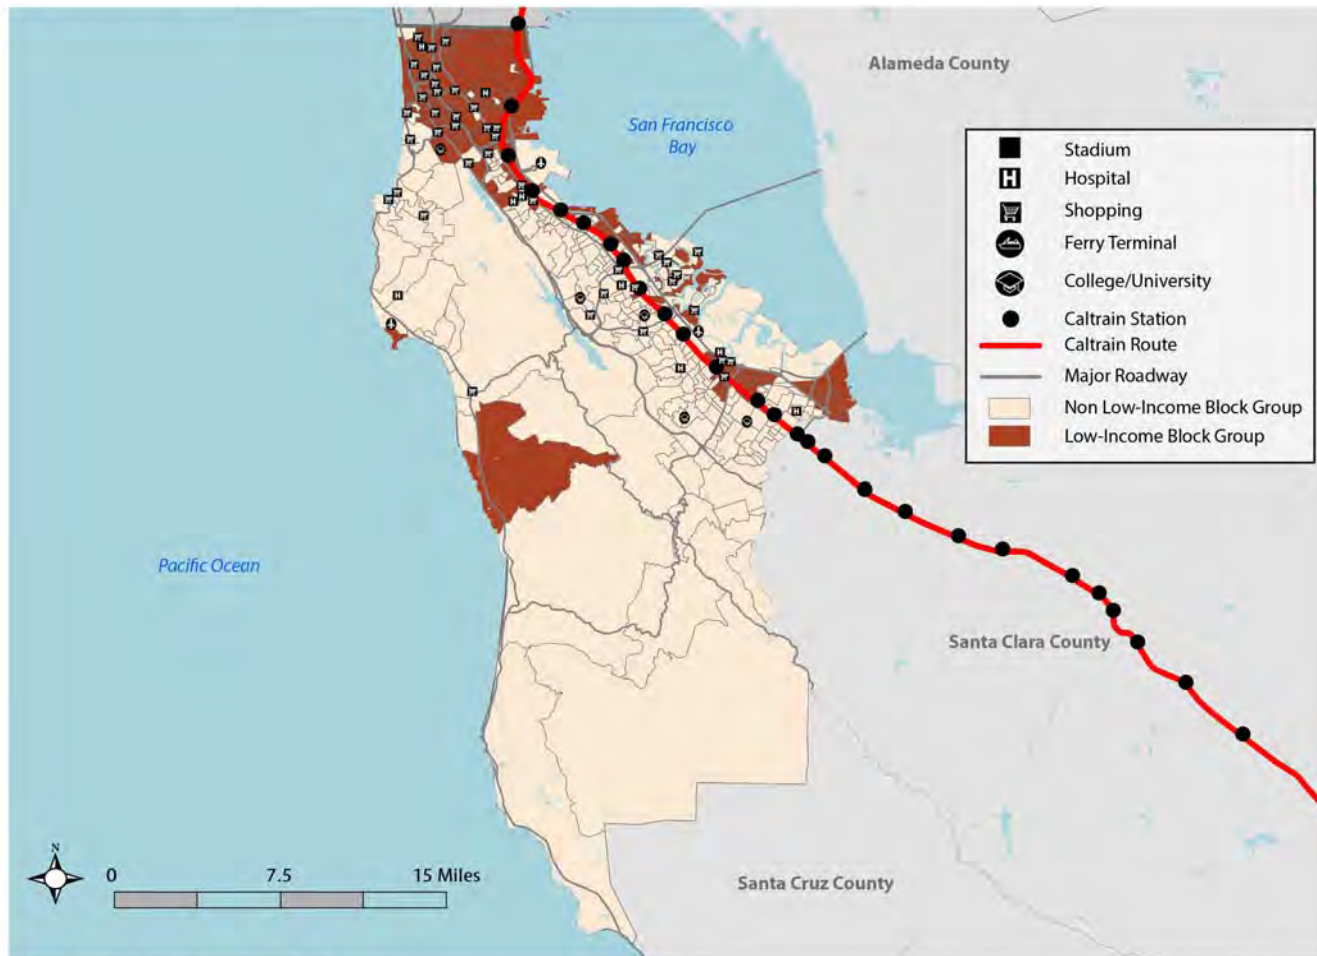 Alameda County
San Francisco
Bay
Stadium
H Hospital
Shopping
Ferry Terminal
College/University
Caltrain Station
Caltrain Route
Major Roadway
Non Low-Income Block Group
Low-Income Block Group
Pacific Ocean
Santa Clara County
N
0 7.5 15 Miles
Santa Cruz County